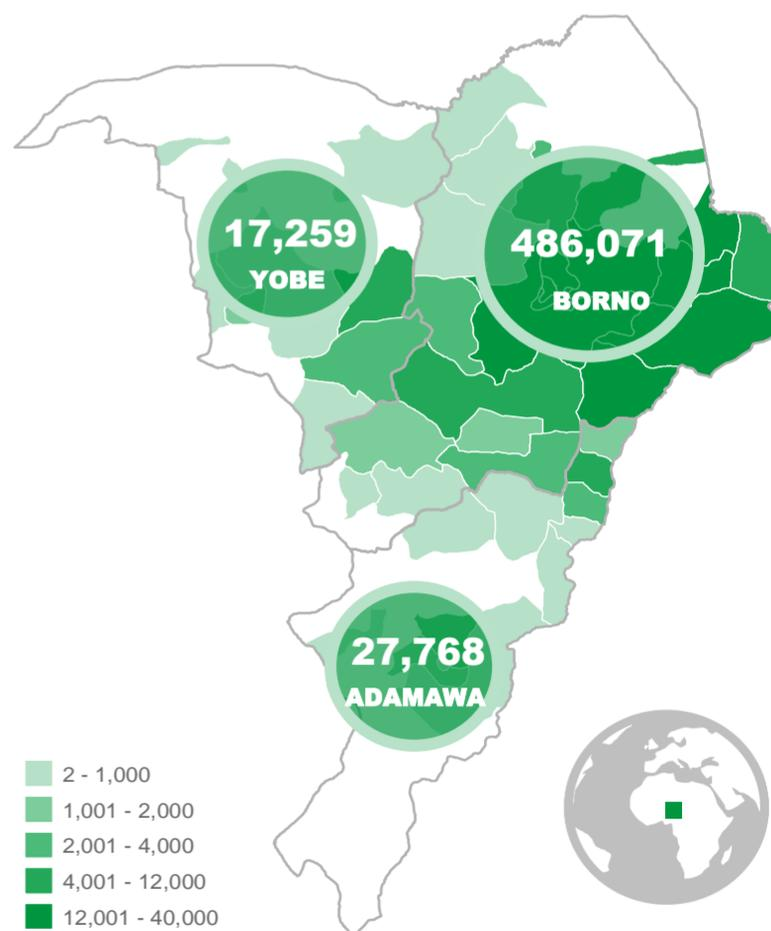 17,259
YOBE
486,071
BORNO
27,768
ADAMAWA
2 - 1,000
1,001 - 2,000
2,001 - 4,000
4,001 - 12,000
12,001 - 40,000